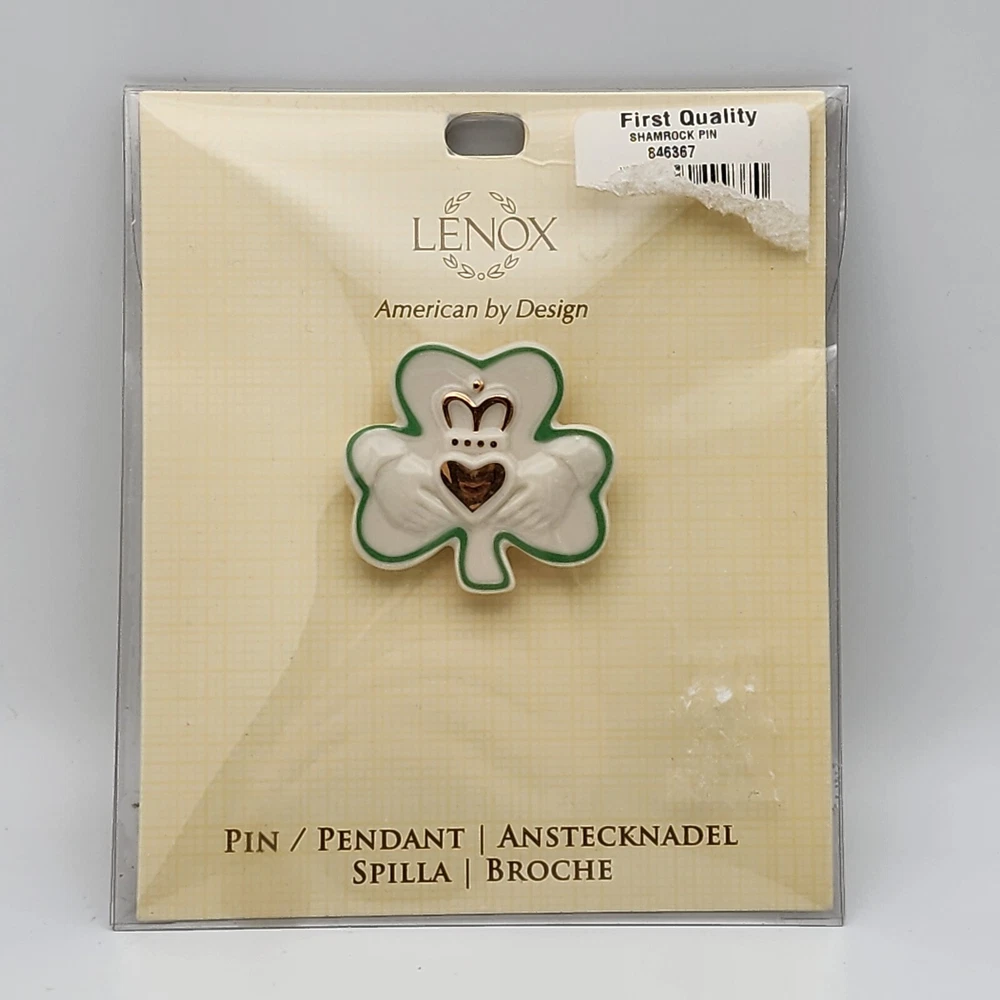 First Quality
SHAMROCK PIN
846367
LENOX
American by Design
PIN / PENDANT | ANSTECKNADEL
SPILLA | BROCHE